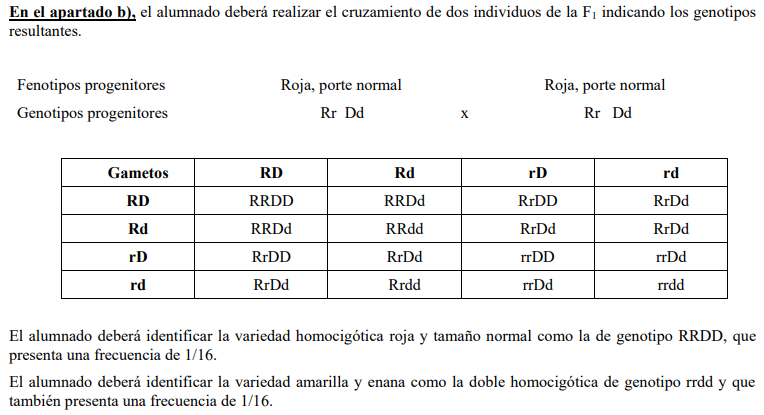 En el apartado b), el alumnado deberá realizar el cruzamiento de dos individuos de la F₁ indicando los genotipos
resultantes.
Fenotipos progenitores Roja, porte normal Roja, porte normal
Genotipos progenitores Rr Dd x Rr Dd
Gametos RD Rd rD rd
RD RRDD RRDd RrDD RrDd
Rd RRDd RRdd RrDd RrDd
rD RrDD RrDd rrDD rrDd
rd RrDd Rrdd rrDd rrdd
El alumnado deberá identificar la variedad homocigótica roja y tamaño normal como la de genotipo RRDD, que
presenta una frecuencia de 1/16.
El alumnado deberá identificar la variedad amarilla y enana como la doble homocigótica de genotipo rrdd y que
también presenta una frecuencia de 1/16.